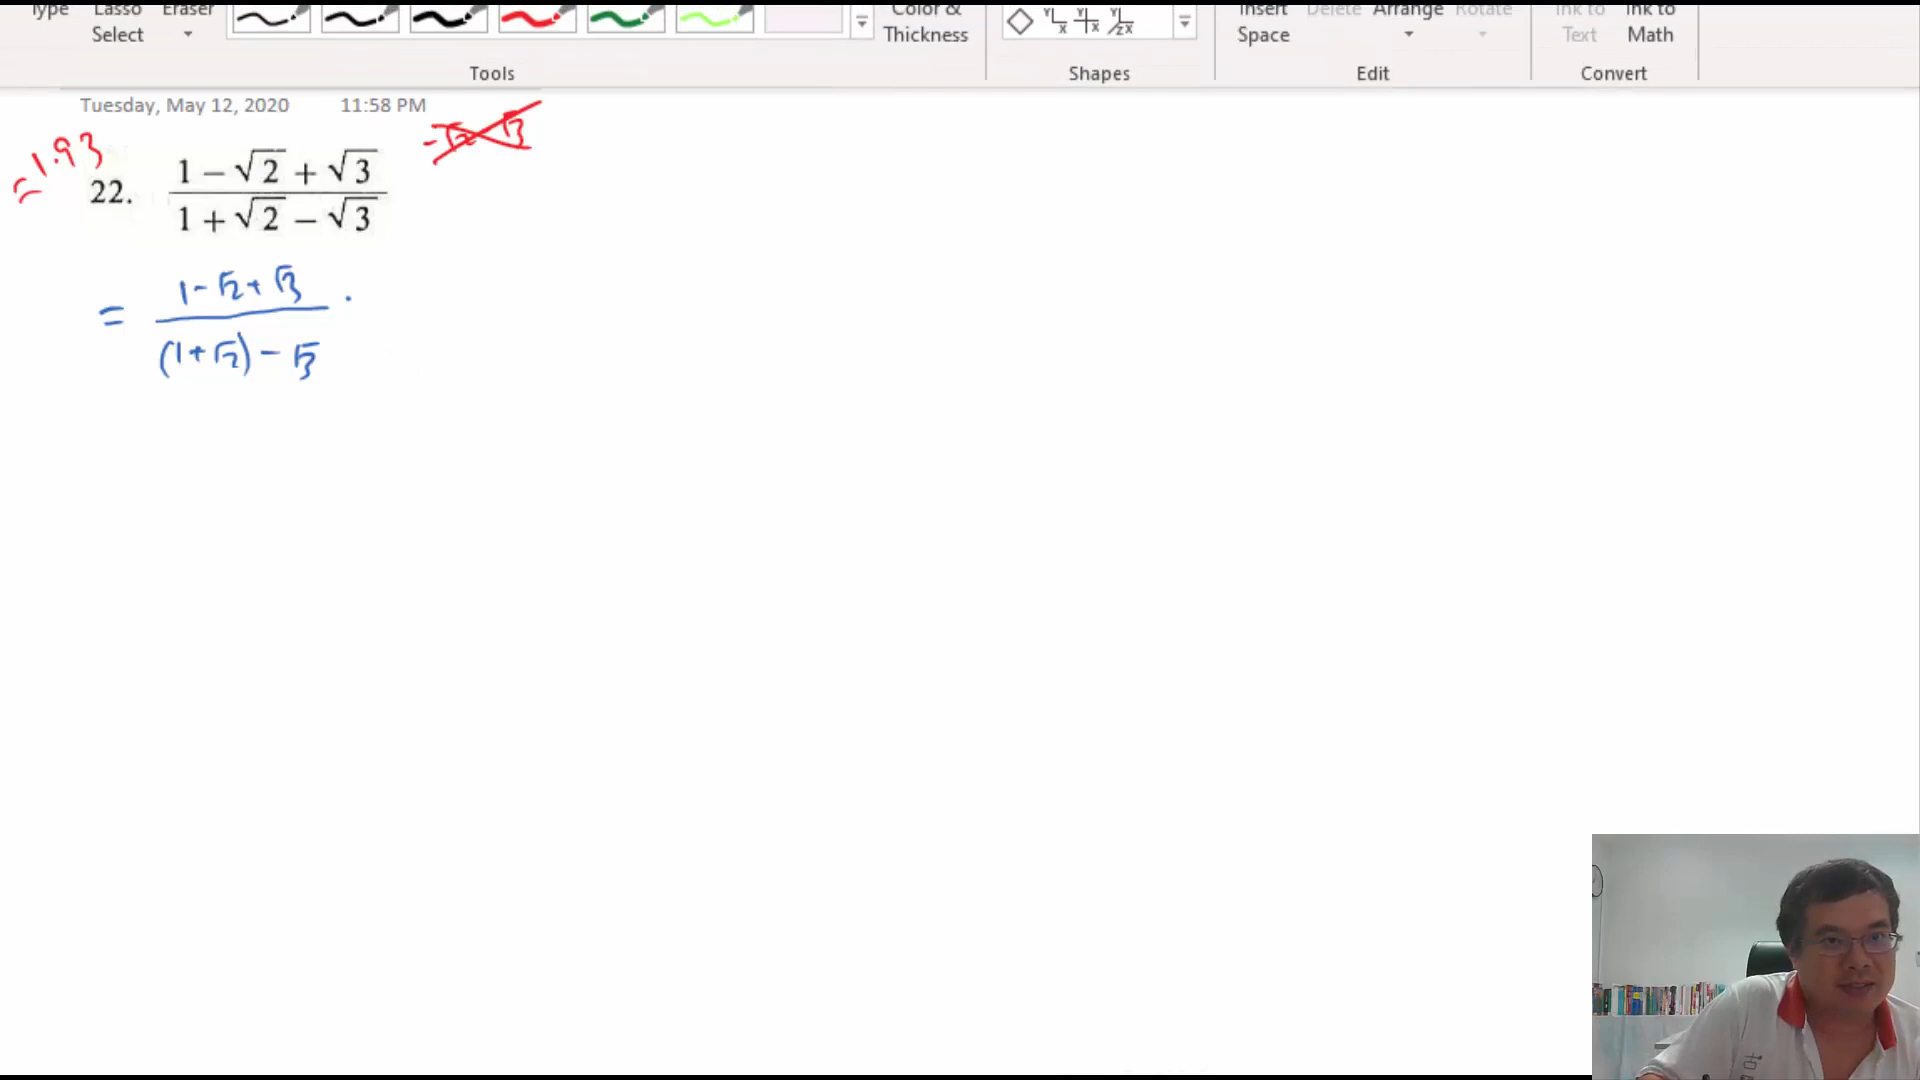 Type Lasso Select Eraser Color & Thickness Insert Space Delete Arrange Rotate Ink to Text Ink to Math
Tools Shapes Edit Convert
Tuesday, May 12, 2020 11:58 PM
-√2 √3
≈1.93
22. (1 − √2 + √3) / (1 + √2 − √3)
= (1 - √2 + √3) / ((1 + √2) - √3) ·